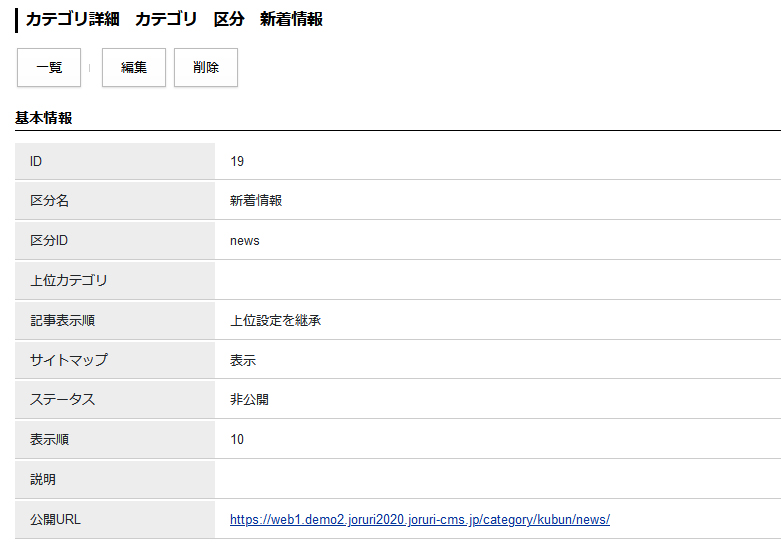 カテゴリ詳細　カテゴリ　区分　新着情報
一覧 編集 削除
基本情報
ID 19
区分名 新着情報
区分ID news
上位カテゴリ
記事表示順 上位設定を継承
サイトマップ 表示
ステータス 非公開
表示順 10
説明
公開URL https://web1.demo2.joruri2020.joruri-cms.jp/category/kubun/news/